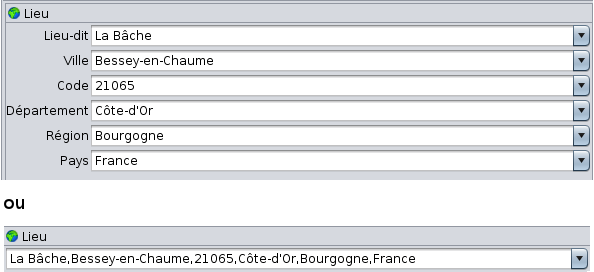 Lieu
Lieu-dit La Bâche
Ville Bessey-en-Chaume
Code 21065
Département Côte-d'Or
Région Bourgogne
Pays France
ou
Lieu
La Bâche,Bessey-en-Chaume,21065,Côte-d'Or,Bourgogne,France